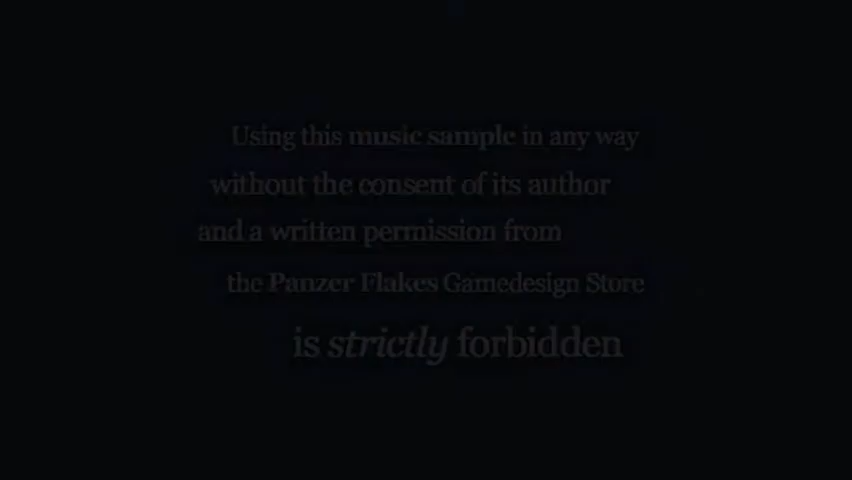 Using this music sample in any way
without the consent of its author
and a written permission from
the Panzer Flakes Gamedesign Store
is strictly forbidden